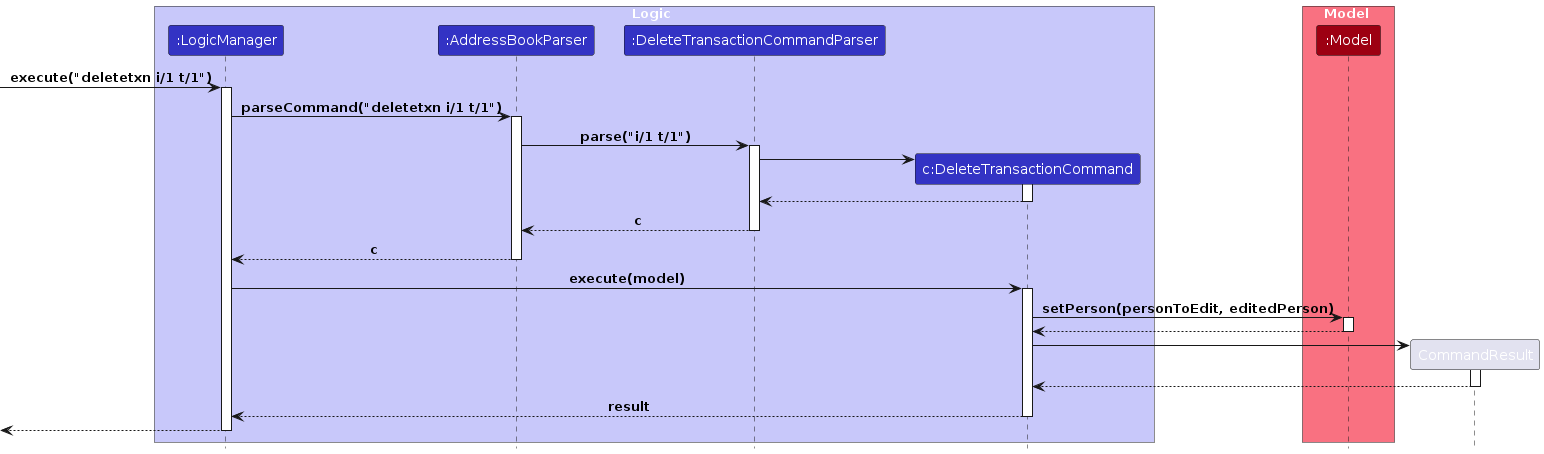 Logic
Model
:LogicManager
:AddressBookParser
:DeleteTransactionCommandParser
:Model
execute("deletetxn i/1 t/1")
parseCommand("deletetxn i/1 t/1")
parse("i/1 t/1")
c:DeleteTransactionCommand
c
c
execute(model)
setPerson(personToEdit, editedPerson)
CommandResult
result